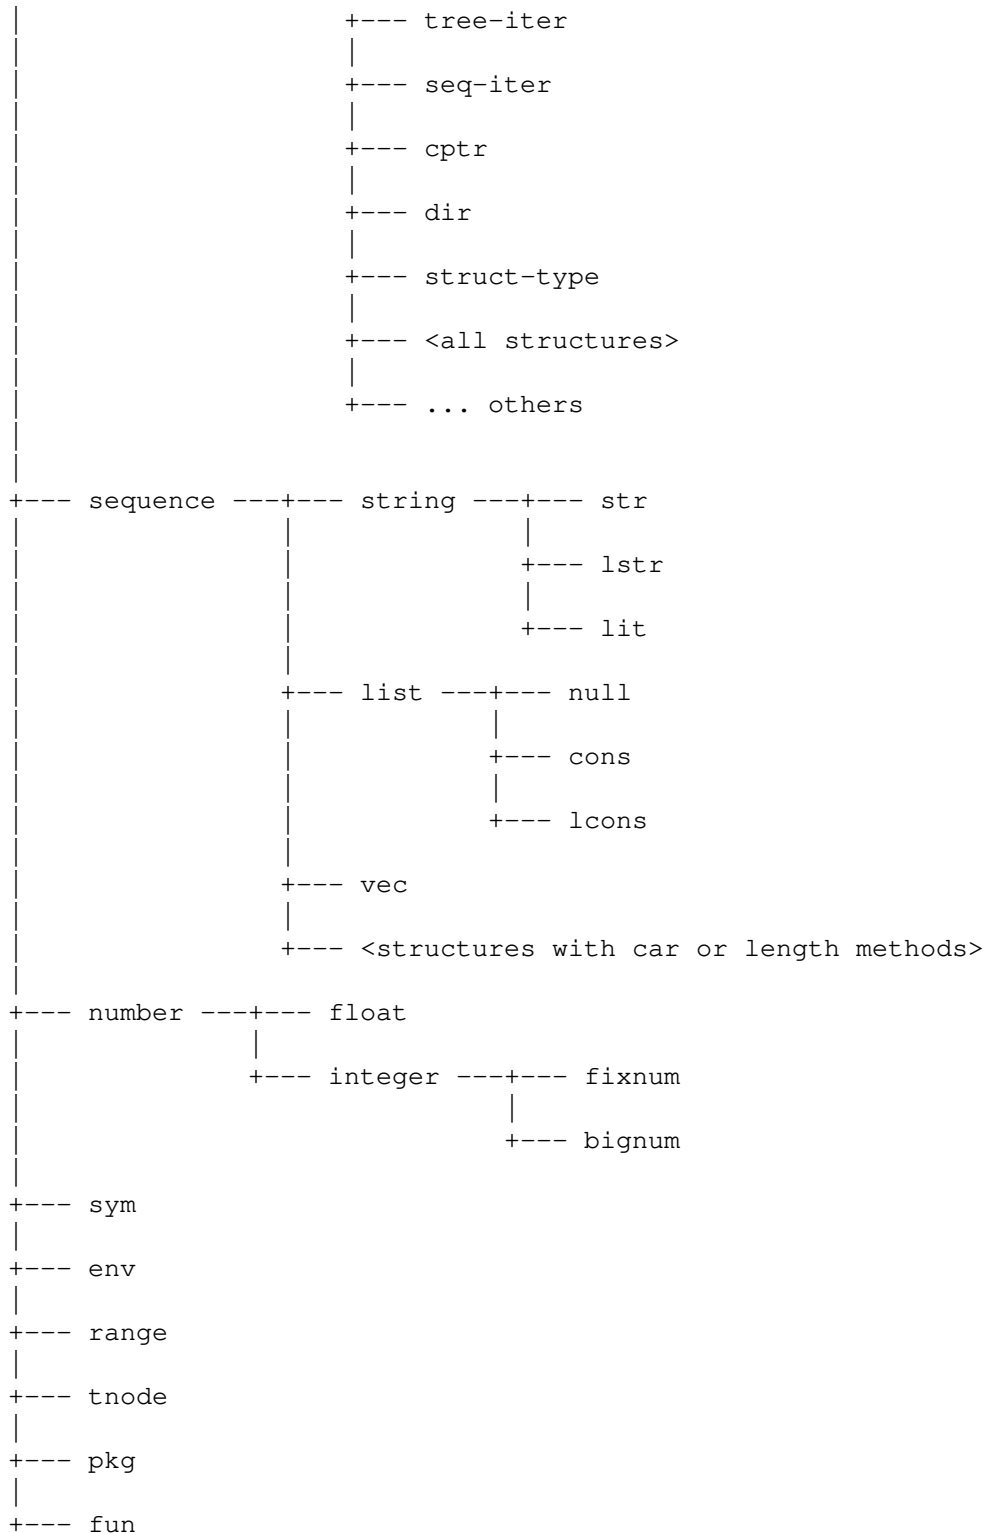 |                    +--- tree-iter
|                    |
|                    +--- seq-iter
|                    |
|                    +--- cptr
|                    |
|                    +--- dir
|                    |
|                    +--- struct-type
|                    |
|                    +--- <all structures>
|                    |
|                    +--- ... others
|
|
+--- sequence ---+--- string ---+--- str
|                |              |
|                |              +--- lstr
|                |              |
|                |              +--- lit
|                |
|                +--- list ---+--- null
|                |            |
|                |            +--- cons
|                |            |
|                |            +--- lcons
|                |
|                +--- vec
|                |
|                +--- <structures with car or length methods>
|
+--- number ---+--- float
|              |
|              +--- integer ---+--- fixnum
|                              |
|                              +--- bignum
|
+--- sym
|
+--- env
|
+--- range
|
+--- tnode
|
+--- pkg
|
+--- fun